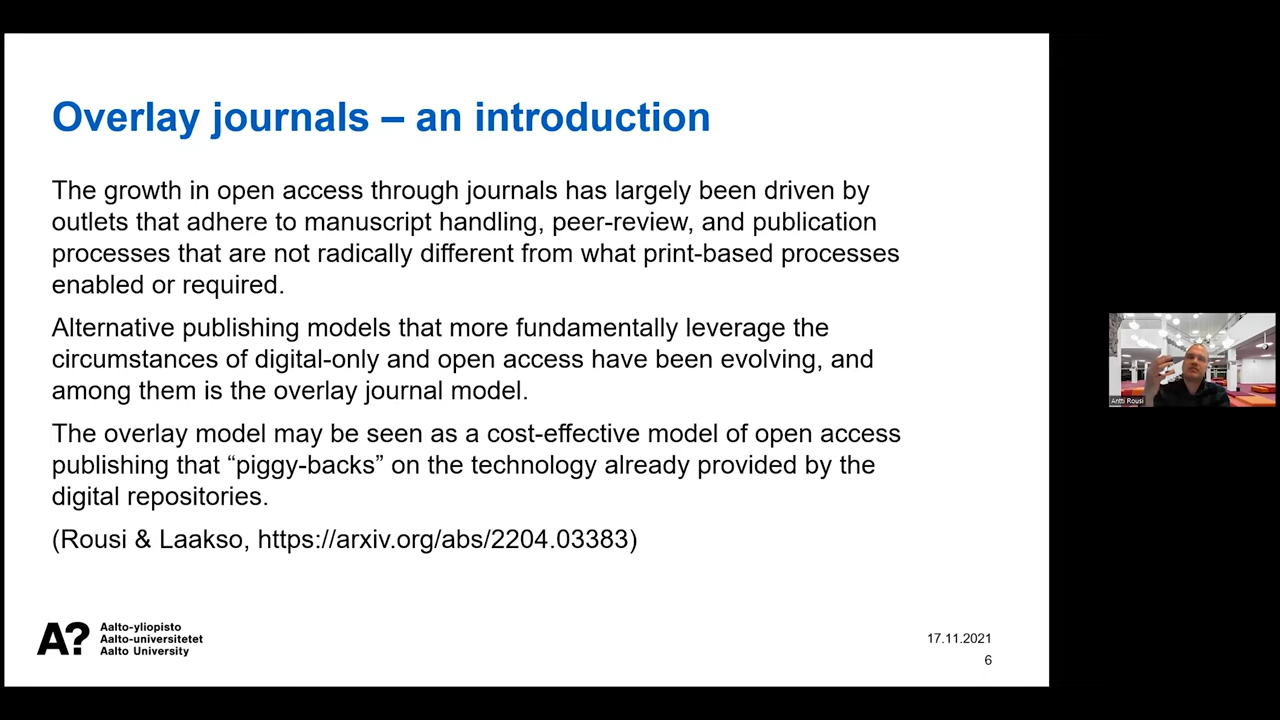 Overlay journals – an introduction
The growth in open access through journals has largely been driven by
outlets that adhere to manuscript handling, peer-review, and publication
processes that are not radically different from what print-based processes
enabled or required.
Alternative publishing models that more fundamentally leverage the
circumstances of digital-only and open access have been evolving, and
among them is the overlay journal model.
The overlay model may be seen as a cost-effective model of open access
publishing that “piggy-backs” on the technology already provided by the
digital repositories.
(Rousi & Laakso, https://arxiv.org/abs/2204.03383)
A?
Aalto-yliopisto
Aalto-universitetet
Aalto University
17.11.2021
6
Antti Rousi